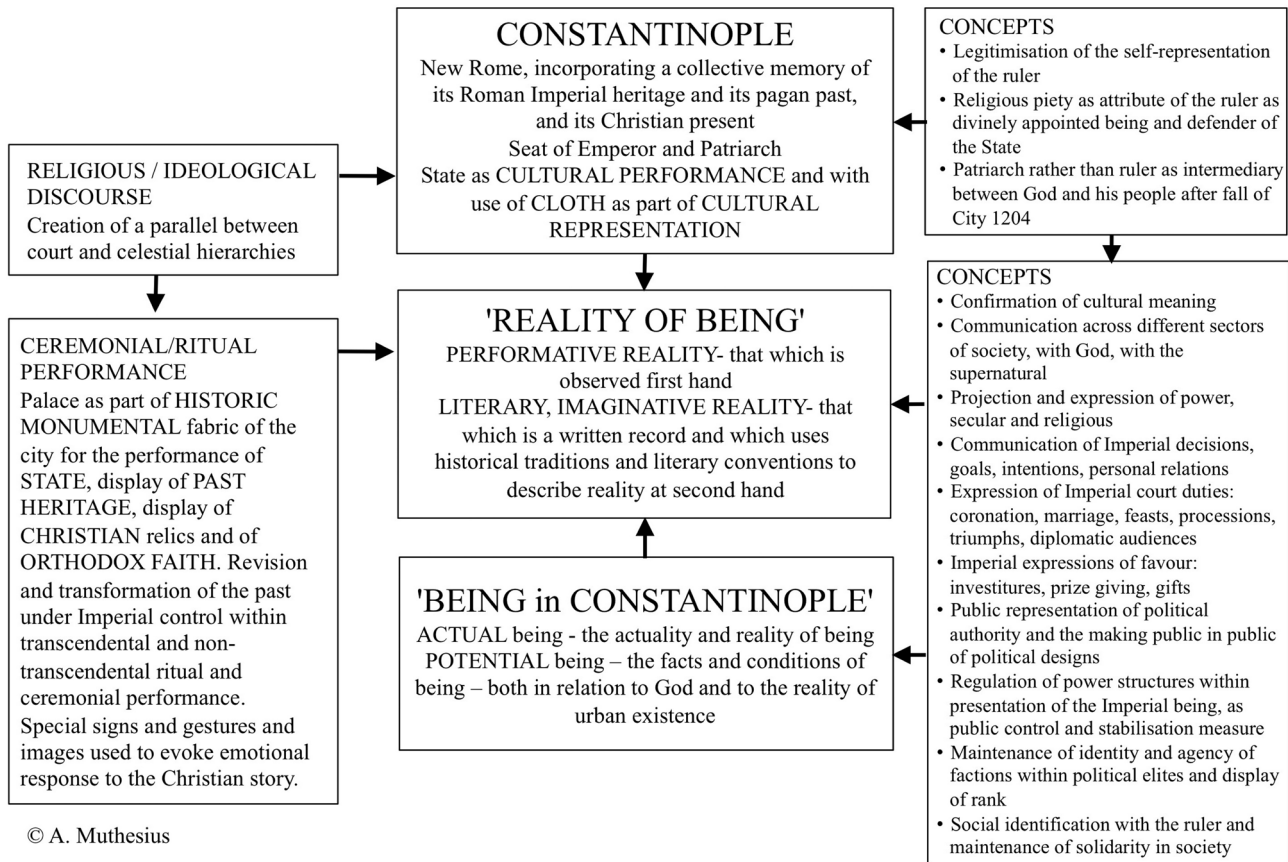 CONSTANTINOPLE
New Rome, incorporating a collective memory of
its Roman Imperial heritage and its pagan past,
and its Christian present
Seat of Emperor and Patriarch
State as CULTURAL PERFORMANCE and with
use of CLOTH as part of CULTURAL
REPRESENTATION
CONCEPTS
• Legitimisation of the self-representation
of the ruler
• Religious piety as attribute of the ruler as
divinely appointed being and defender of
the State
• Patriarch rather than ruler as intermediary
between God and his people after fall of
City 1204
RELIGIOUS / IDEOLOGICAL
DISCOURSE
Creation of a parallel between
court and celestial hierarchies
CEREMONIAL/RITUAL
PERFORMANCE
Palace as part of HISTORIC
MONUMENTAL fabric of the
city for the performance of
STATE, display of PAST
HERITAGE, display of
CHRISTIAN relics and of
ORTHODOX FAITH. Revision
and transformation of the past
under Imperial control within
transcendental and non-
transcendental ritual and
ceremonial performance.
Special signs and gestures and
images used to evoke emotional
response to the Christian story.
'REALITY OF BEING'
PERFORMATIVE REALITY- that which is
observed first hand
LITERARY, IMAGINATIVE REALITY- that
which is a written record and which uses
historical traditions and literary conventions to
describe reality at second hand
'BEING in CONSTANTINOPLE'
ACTUAL being - the actuality and reality of being
POTENTIAL being – the facts and conditions of
being – both in relation to God and to the reality of
urban existence
CONCEPTS
• Confirmation of cultural meaning
• Communication across different sectors
of society, with God, with the
supernatural
• Projection and expression of power,
secular and religious
• Communication of Imperial decisions,
goals, intentions, personal relations
• Expression of Imperial court duties:
coronation, marriage, feasts, processions,
triumphs, diplomatic audiences
• Imperial expressions of favour:
investitures, prize giving, gifts
• Public representation of political
authority and the making public in public
of political designs
• Regulation of power structures within
presentation of the Imperial being, as
public control and stabilisation measure
• Maintenance of identity and agency of
factions within political elites and display
of rank
• Social identification with the ruler and
maintenance of solidarity in society
© A. Muthesius